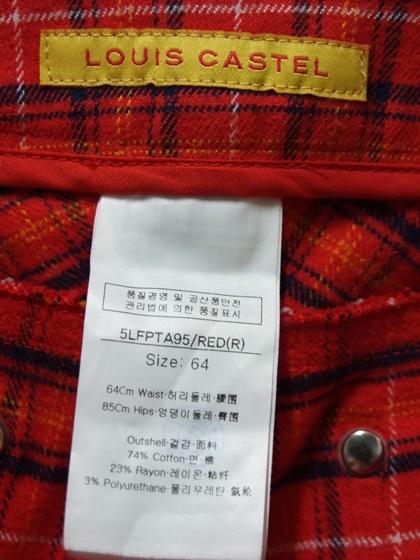 LOUIS CASTEL
품질경영 및 공산품안전
관리법에 의한 품질표시
5LFPTA95/RED(R)
Size: 64
64Cm Waist·허리둘레·腰围
85Cm Hips·엉덩이둘레·臀围
Outshell·겉감·面料
74% Cotton·면·棉
23% Rayon·레이온·粘纤
3% Polyurethane·폴리우레탄·氨纶